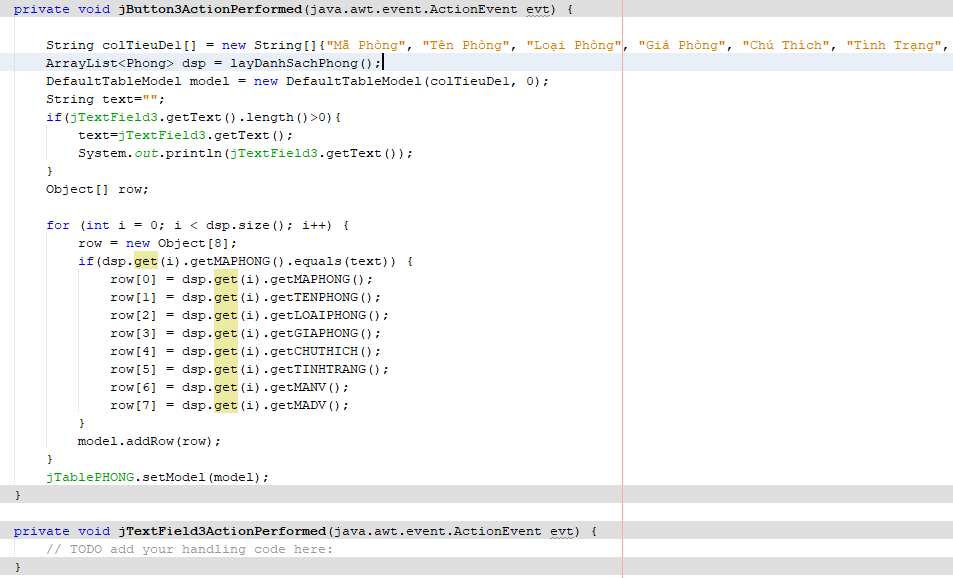 private void jButton3ActionPerformed(java.awt.event.ActionEvent evt) {
String colTieuDe1[] = new String[]{"Mã Phòng", "Tên Phòng", "Loại Phòng", "Giá Phòng", "Chú Thích", "Tình Trạng",
ArrayList<Phong> dsp = layDanhSachPhong();
DefaultTableModel model = new DefaultTableModel(colTieuDe1, 0);
String text="";
if(jTextField3.getText().length()>0){
text=jTextField3.getText();
System.out.println(jTextField3.getText());
}
Object[] row;
for (int i = 0; i < dsp.size(); i++) {
row = new Object[8];
if(dsp.get(i).getMAPHONG().equals(text)) {
row[0] = dsp.get(i).getMAPHONG();
row[1] = dsp.get(i).getTENPHONG();
row[2] = dsp.get(i).getLOAIPHONG();
row[3] = dsp.get(i).getGIAPHONG();
row[4] = dsp.get(i).getCHUTHICH();
row[5] = dsp.get(i).getTINHTRANG();
row[6] = dsp.get(i).getMANV();
row[7] = dsp.get(i).getMADV();
}
model.addRow(row);
}
jTablePHONG.setModel(model);
}
private void jTextField3ActionPerformed(java.awt.event.ActionEvent evt) {
// TODO add your handling code here:
}